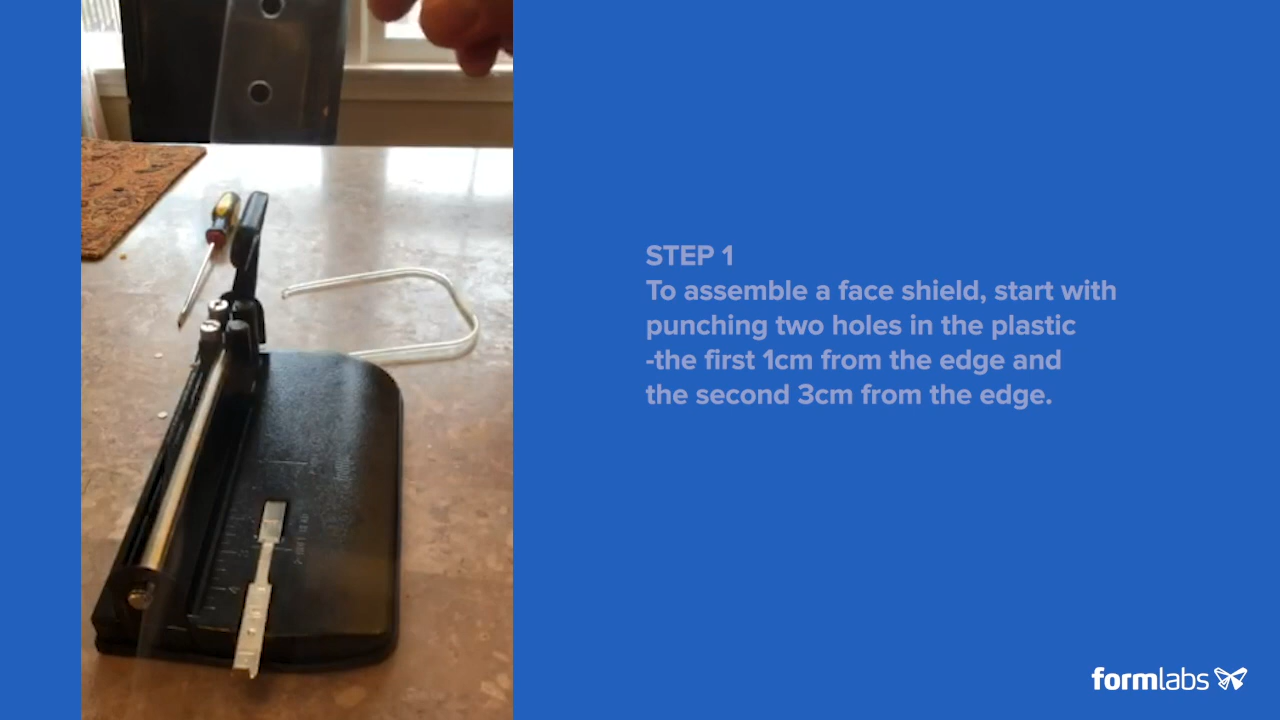 STEP 1
To assemble a face shield, start with
punching two holes in the plastic
-the first 1cm from the edge and
the second 3cm from the edge.
formlabs